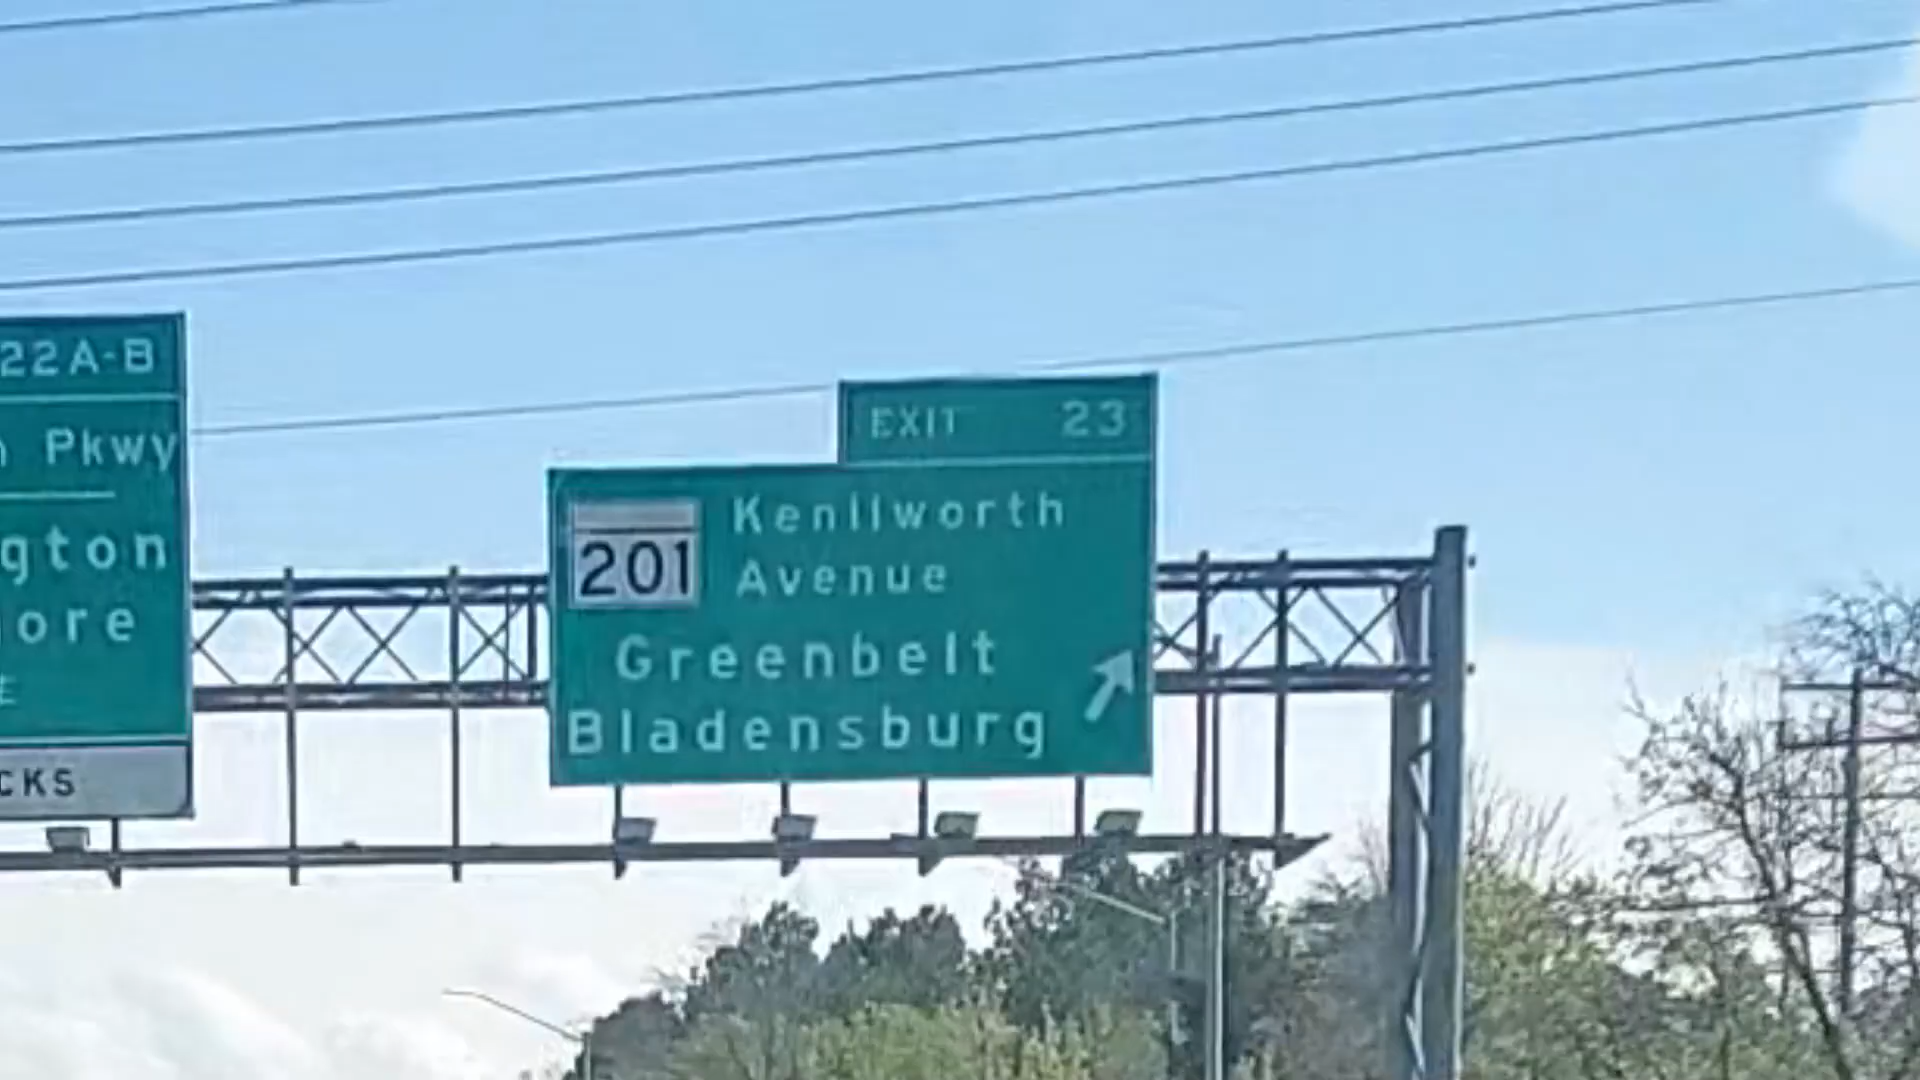 22A-B
Pkwy
gton
ore
E
CKS
EXIT 23
201
Kenilworth
Avenue
Greenbelt
Bladensburg